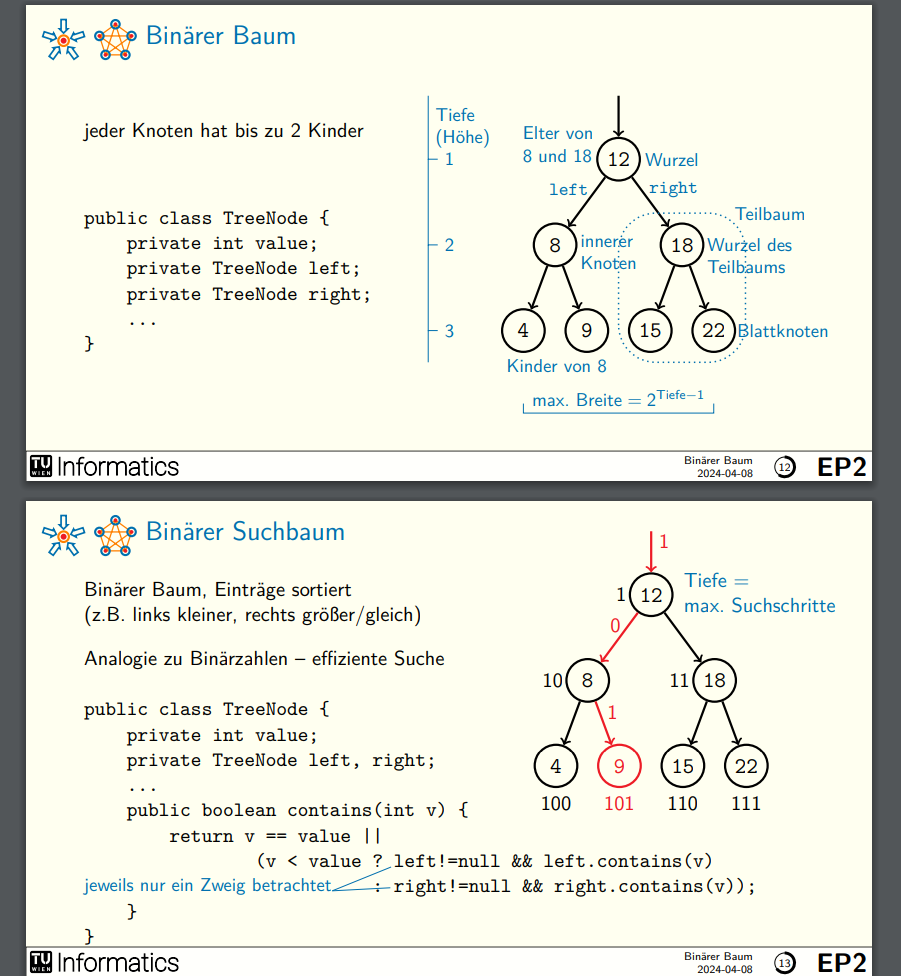 Binärer Baum
jeder Knoten hat bis zu 2 Kinder
public class TreeNode {
    private int value;
    private TreeNode left;
    private TreeNode right;
    ...
}
Tiefe
(Höhe)
1
2
3
Elter von
8 und 18
12
Wurzel
left
right
Teilbaum
8
innerer
Knoten
18
Wurzel des
Teilbaums
4
9
15
22
Blattknoten
Kinder von 8
max. Breite = 2^Tiefe−1
TU
WIEN
Informatics
Binärer Baum
2024-04-08
12
EP2
Binärer Suchbaum
Binärer Baum, Einträge sortiert
(z.B. links kleiner, rechts größer/gleich)
Analogie zu Binärzahlen – effiziente Suche
public class TreeNode {
    private int value;
    private TreeNode left, right;
    ...
    public boolean contains(int v) {
        return v == value ||
                (v < value ? left!=null && left.contains(v)
jeweils nur ein Zweig betrachtet : right!=null && right.contains(v));
    }
}
1
1 12
Tiefe =
max. Suchschritte
0
10 8
11 18
1
4
9
15
22
100
101
110
111
TU
WIEN
Informatics
Binärer Baum
2024-04-08
13
EP2